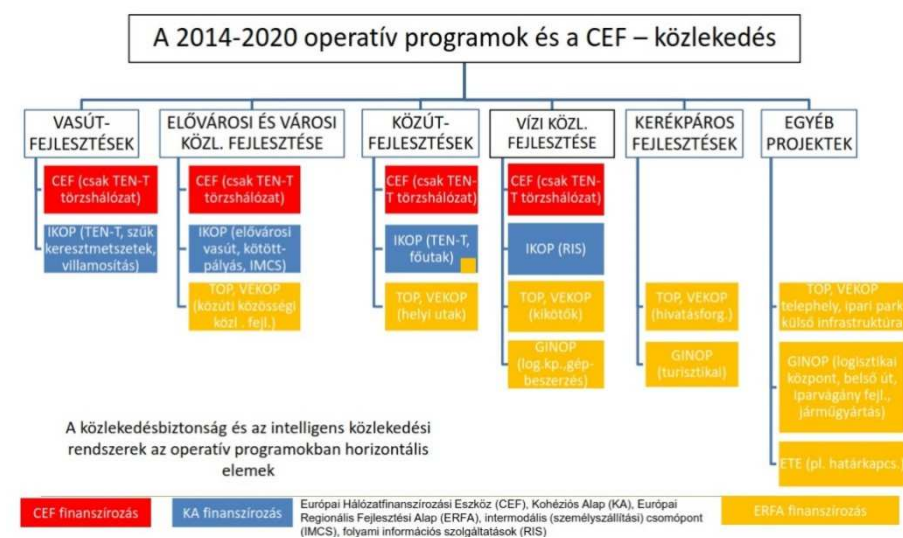 A 2014-2020 operatív programok és a CEF – közlekedés
VASÚT-
FEJLESZTÉSEK
CEF (csak TEN-T
törzshálózat)
IKOP (TEN-T, szűk
keresztmetszetek,
villamosítás)
ELŐVÁROSI ÉS VÁROSI
KÖZL. FEJLESZTÉSE
CEF (csak TEN-T
törzshálózat)
IKOP (elővárosi
vasút, kötött-
pályás, IMCS)
TOP, VEKOP
(közúti közösségi
közl . fejl.)
KÖZÚT-
FEJLESZTÉSEK
CEF (csak TEN-T
törzshálózat)
IKOP (TEN-T,
főutak)
TOP, VEKOP
(helyi utak)
VÍZI KÖZL.
FEJLESZTÉSE
CEF (csak TEN-
T törzshálózat)
IKOP (RIS)
TOP, VEKOP
(kikötők)
GINOP
(log.kp.,gép-
beszerzés)
KERÉKPÁROS
FEJLESZTÉSEK
TOP, VEKOP
(hivatásforg.)
GINOP
(turisztikai)
EGYÉB
PROJEKTEK
TOP, VEKOP
telephely, ipari park
külső infrastruktúra
GINOP (logisztikai
központ, belső út,
iparvágány fejl.,
járműgyártás)
ETE (pl. határkapcs.)
A közlekedésbiztonság és az intelligens közlekedési
rendszerek az operatív programokban horizontális
elemek
CEF finanszírozás
KA finanszírozás
Európai Hálózatfinanszírozási Eszköz (CEF), Kohéziós Alap (KA), Európai
Regionális Fejlesztési Alap (ERFA), intermodális (személyszállítási) csomópont
(IMCS), folyami információs szolgáltatások (RIS)
ERFA finanszírozás